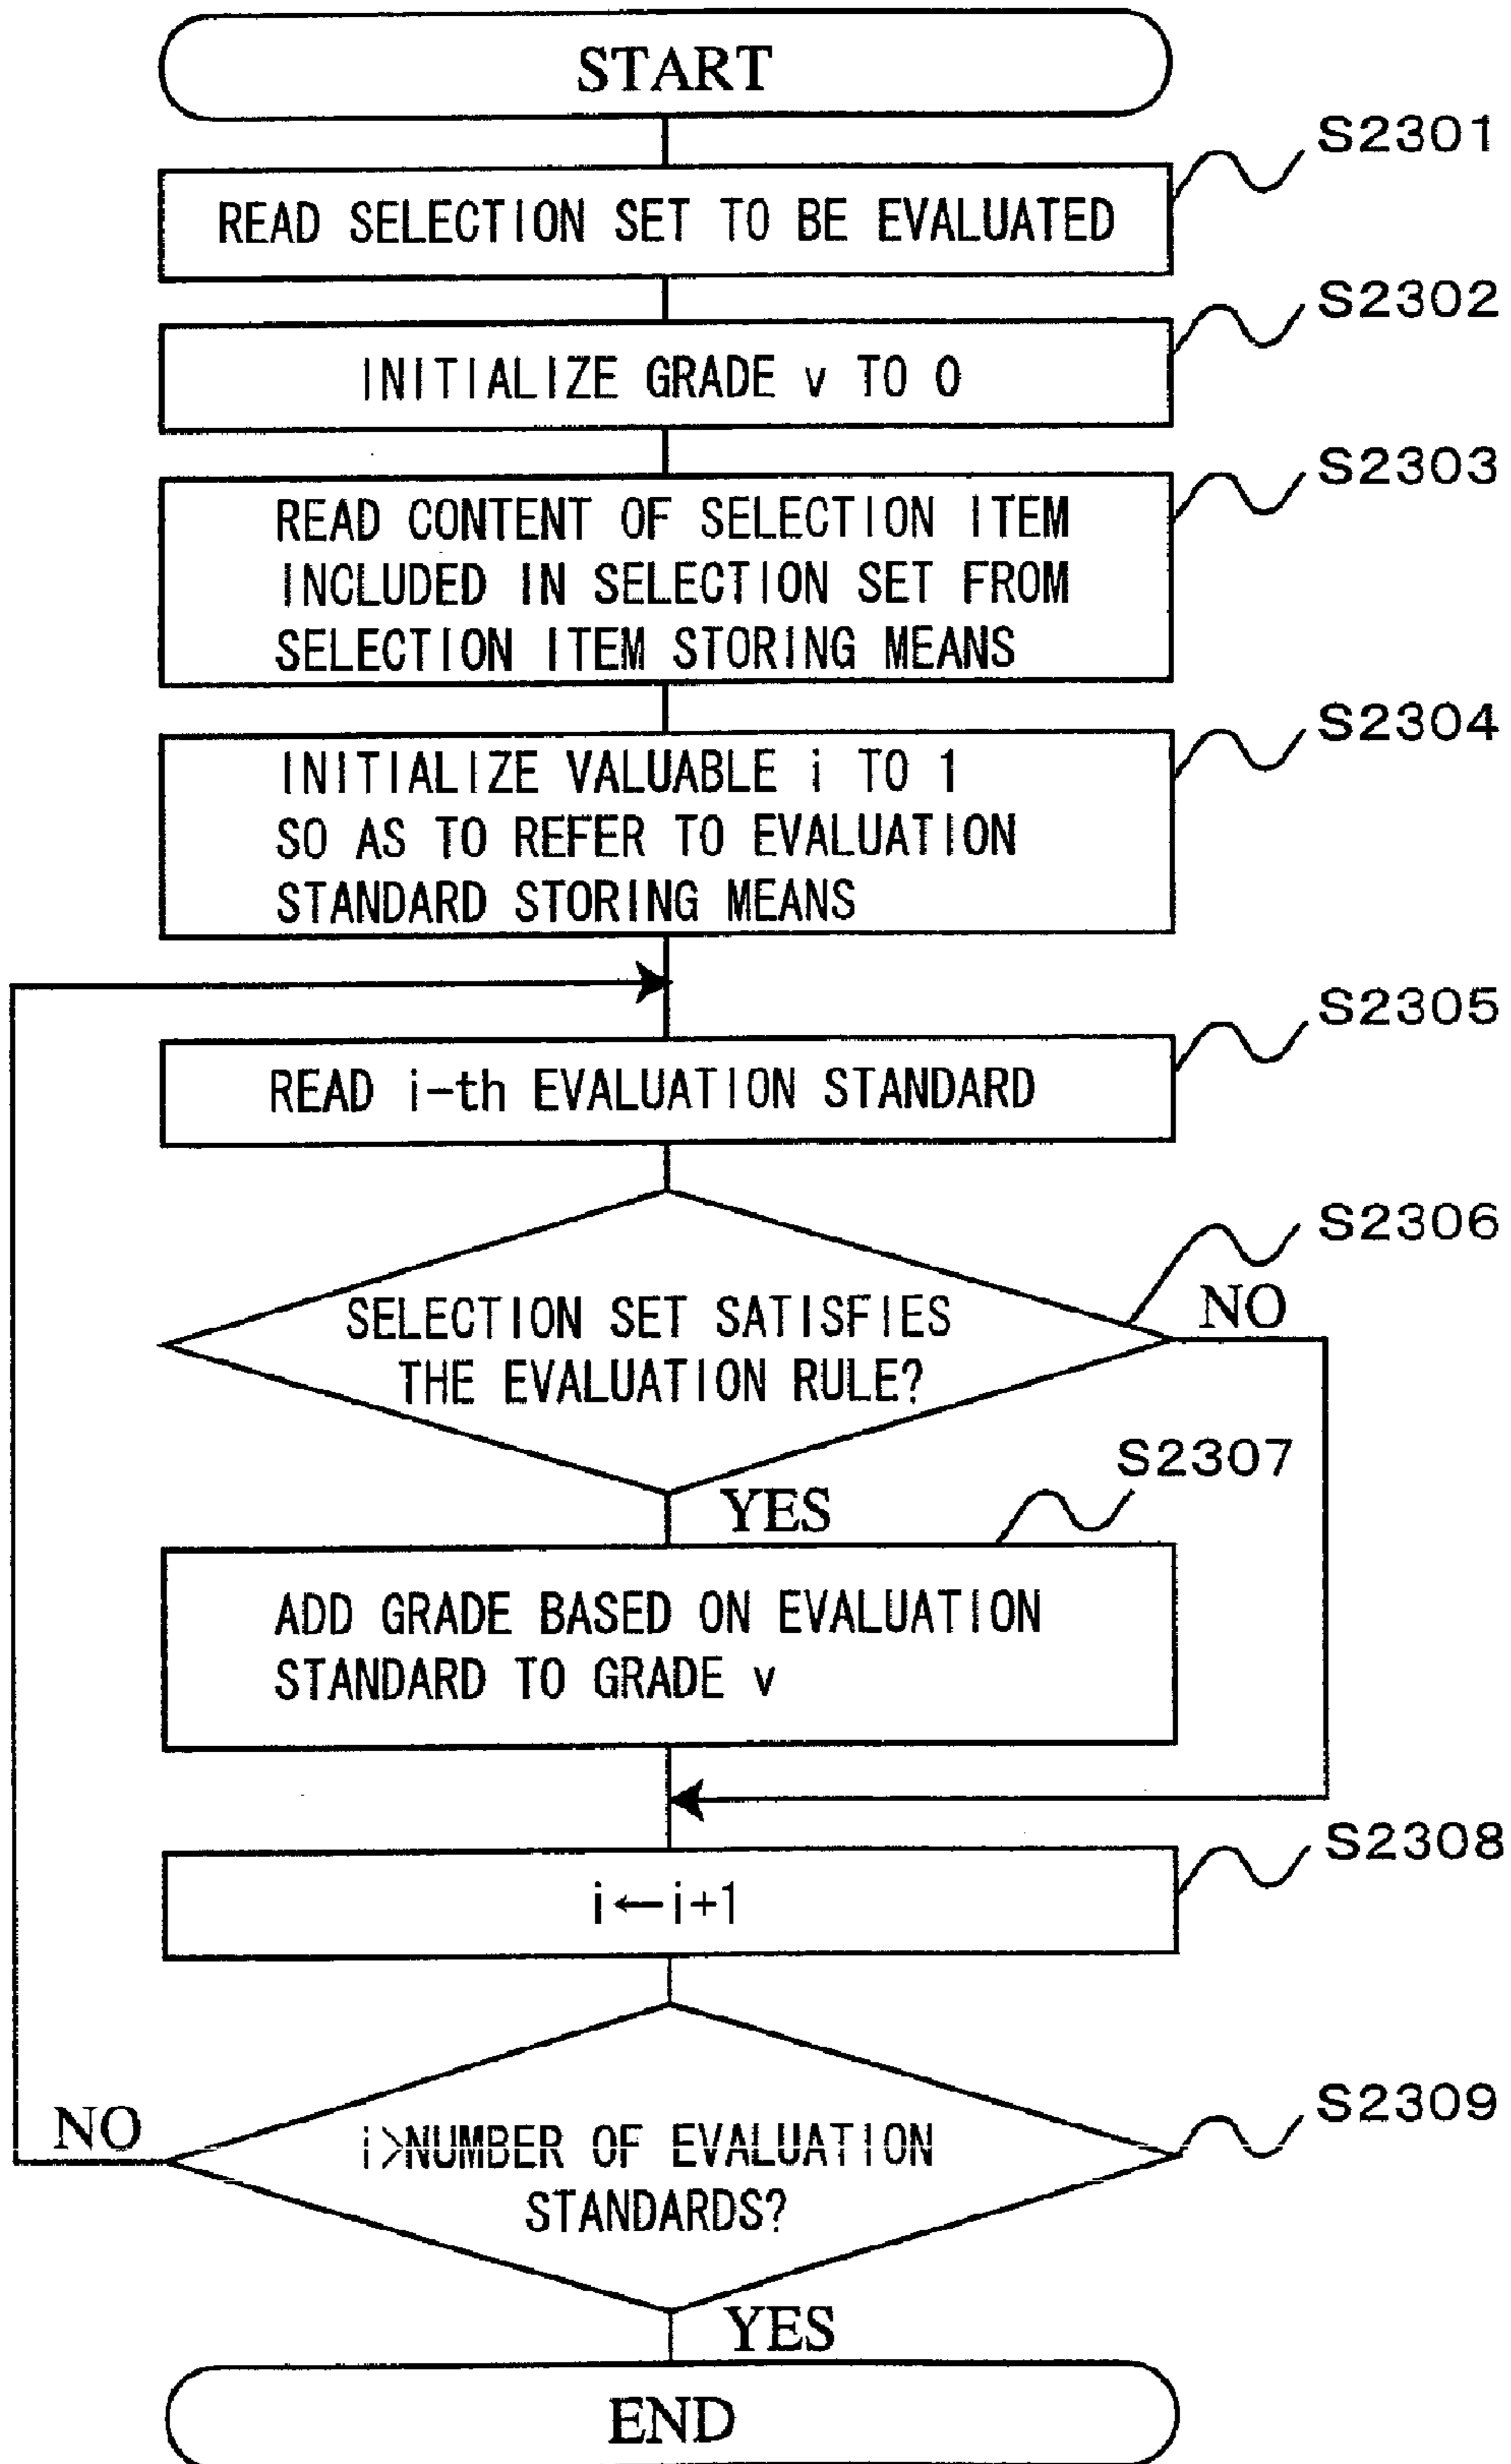 START
S2301
READ SELECTION SET TO BE EVALUATED
S2302
INITIALIZE GRADE v TO 0
S2303
READ CONTENT OF SELECTION ITEM
INCLUDED IN SELECTION SET FROM
SELECTION ITEM STORING MEANS
S2304
INITIALIZE VALUABLE i TO 1
SO AS TO REFER TO EVALUATION
STANDARD STORING MEANS
S2305
READ i-th EVALUATION STANDARD
S2306
NO
SELECTION SET SATISFIES
THE EVALUATION RULE?
S2307
YES
ADD GRADE BASED ON EVALUATION
STANDARD TO GRADE v
S2308
i←i+1
S2309
NO
i>NUMBER OF EVALUATION
STANDARDS?
YES
END